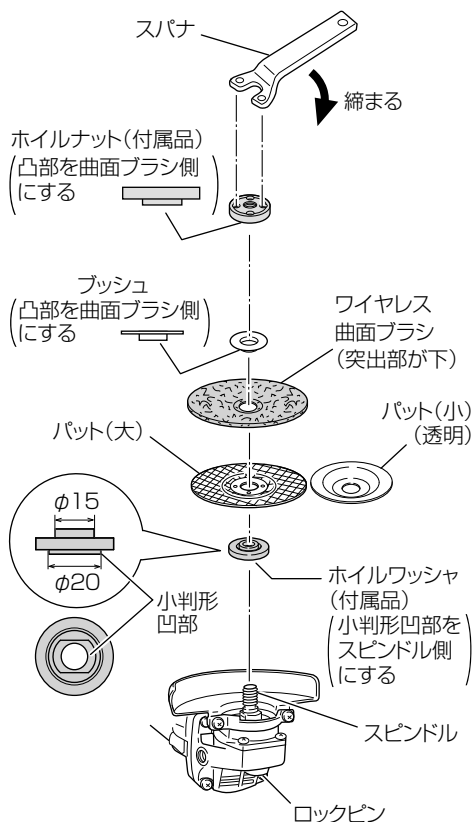 スパナ
締まる
ホイルナット（付属品）
（凸部を曲面ブラシ側
にする）
ブッシュ
（凸部を曲面ブラシ側
にする）
ワイヤレス
曲面ブラシ
（突出部が下）
パット（大）
パット（小）
（透明）
φ15
φ20
小判形
凹部
ホイルワッシャ
（付属品）
（小判形凹部を
スピンドル側
にする）
スピンドル
ロックピン